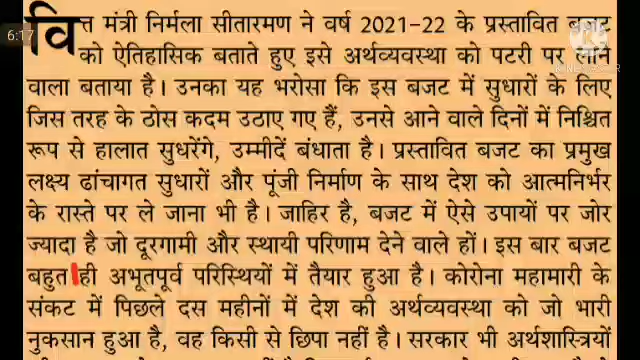 वित्त मंत्री निर्मला सीतारमण ने वर्ष 2021–22 के प्रस्तावित बजट
6:17
को ऐतिहासिक बताते हुए इसे अर्थव्यवस्था को पटरी पर लाने
वाला बताया है। उनका यह भरोसा कि इस बजट में सुधारों के लिए
जिस तरह के ठोस कदम उठाए गए हैं, उनसे आने वाले दिनों में निश्चित
रूप से हालात सुधरेंगे, उम्मीदें बंधाता है। प्रस्तावित बजट का प्रमुख
लक्ष्य ढांचागत सुधारों और पूंजी निर्माण के साथ देश को आत्मनिर्भर
के रास्ते पर ले जाना भी है। जाहिर है, बजट में ऐसे उपायों पर जोर
ज्यादा है जो दूरगामी और स्थायी परिणाम देने वाले हों। इस बार बजट
बहुत ही अभूतपूर्व परिस्थियों में तैयार हुआ है। कोरोना महामारी के
संकट में पिछले दस महीनों में देश की अर्थव्यवस्था को जो भारी
नुकसान हुआ है, वह किसी से छिपा नहीं है। सरकार भी अर्थशास्त्रियों